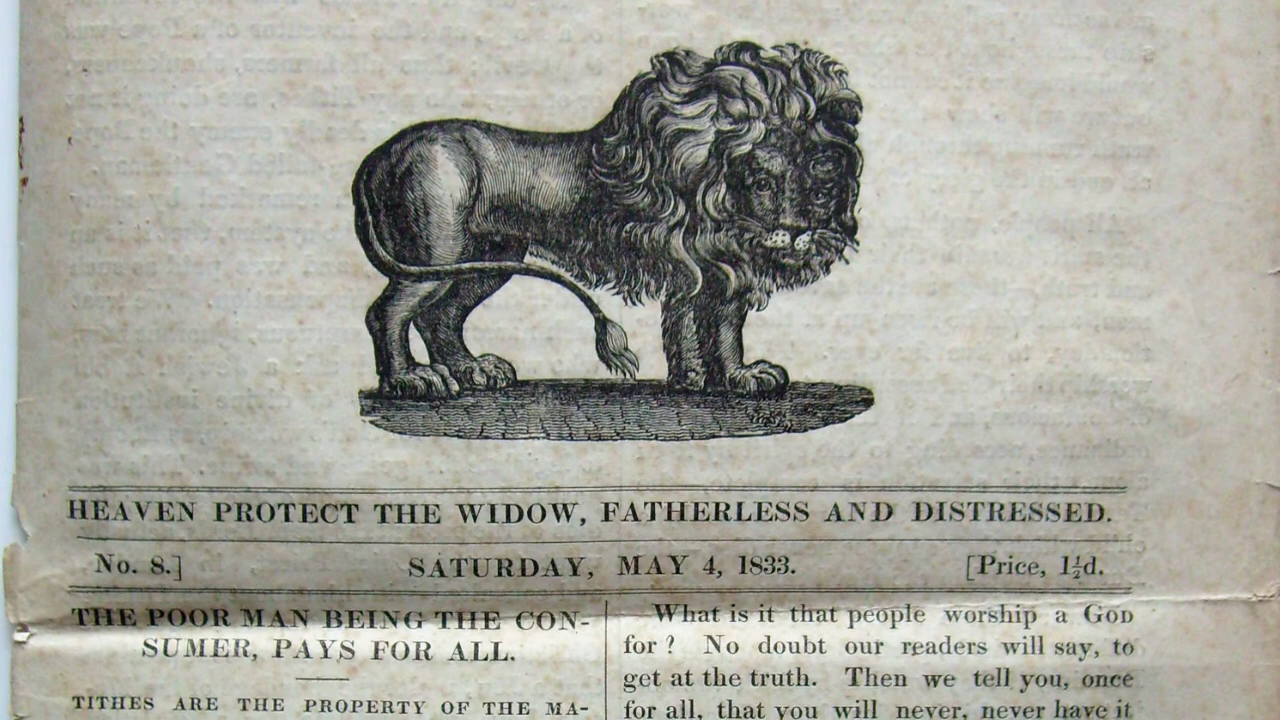 HEAVEN PROTECT THE WIDOW, FATHERLESS AND DISTRESSED.
No. 8.] SATURDAY, MAY 4, 1833. [Price, 1½d.
THE POOR MAN BEING THE CON-
SUMER, PAYS FOR ALL.
TITHES ARE THE PROPERTY OF THE MA-
What is it that people worship a GOD
for? No doubt our readers will say, to
get at the truth. Then we tell you, once
for all, that you will never, never have it